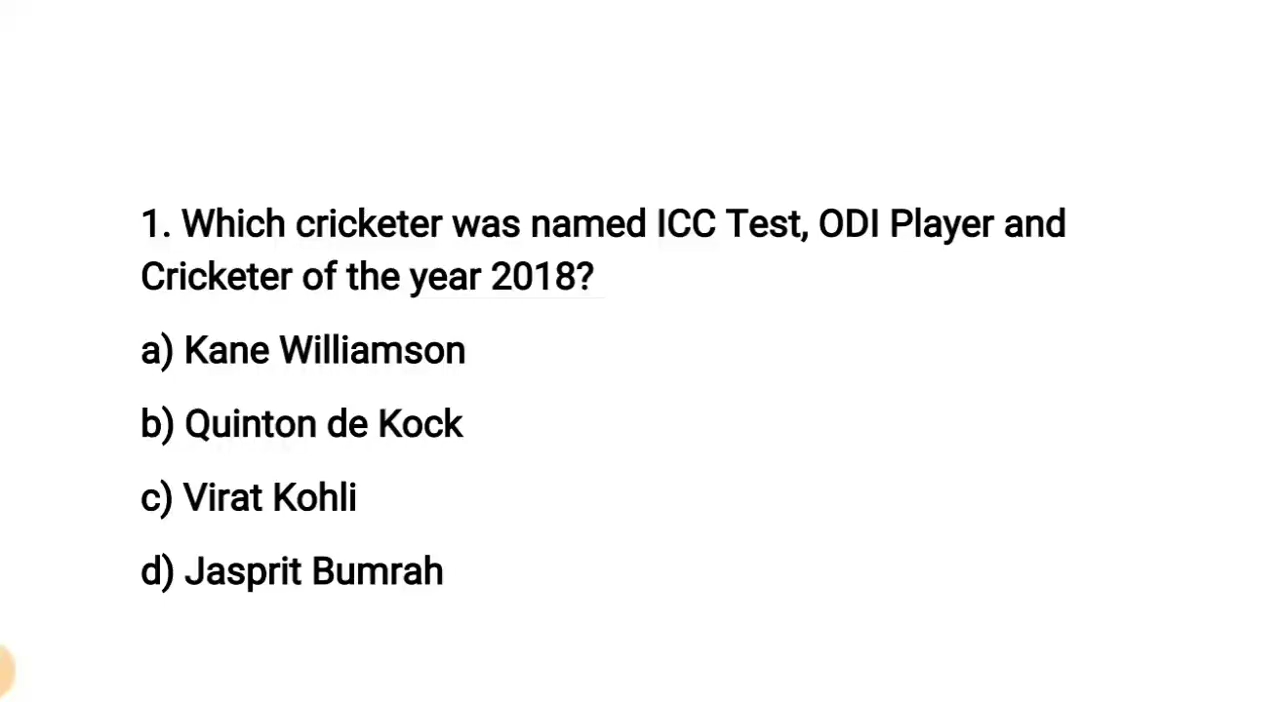 1. Which cricketer was named ICC Test, ODI Player and
Cricketer of the year 2018?
a) Kane Williamson
b) Quinton de Kock
c) Virat Kohli
d) Jasprit Bumrah